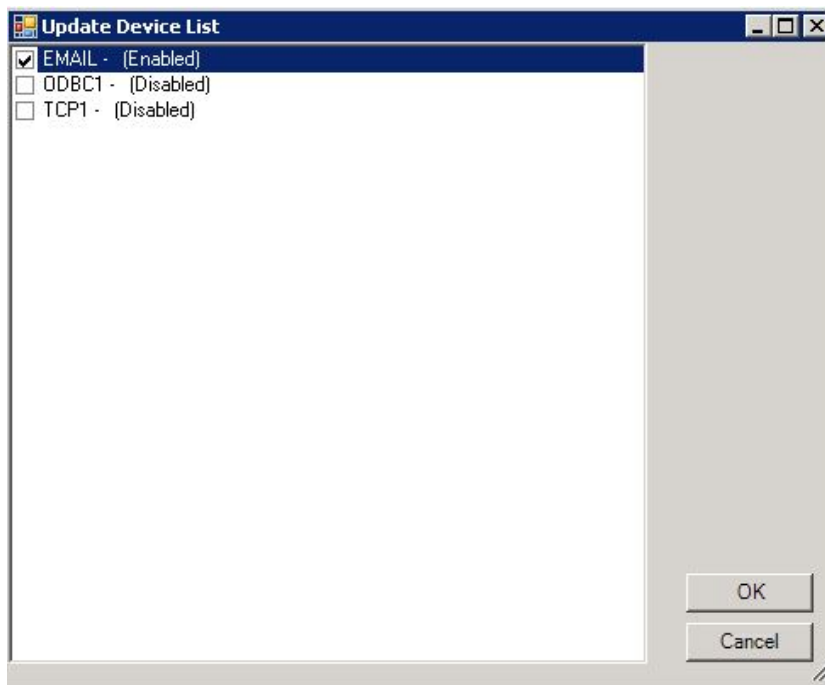 Update Device List
EMAIL -  (Enabled)
ODBC1 -  (Disabled)
TCP1 -  (Disabled)
OK
Cancel